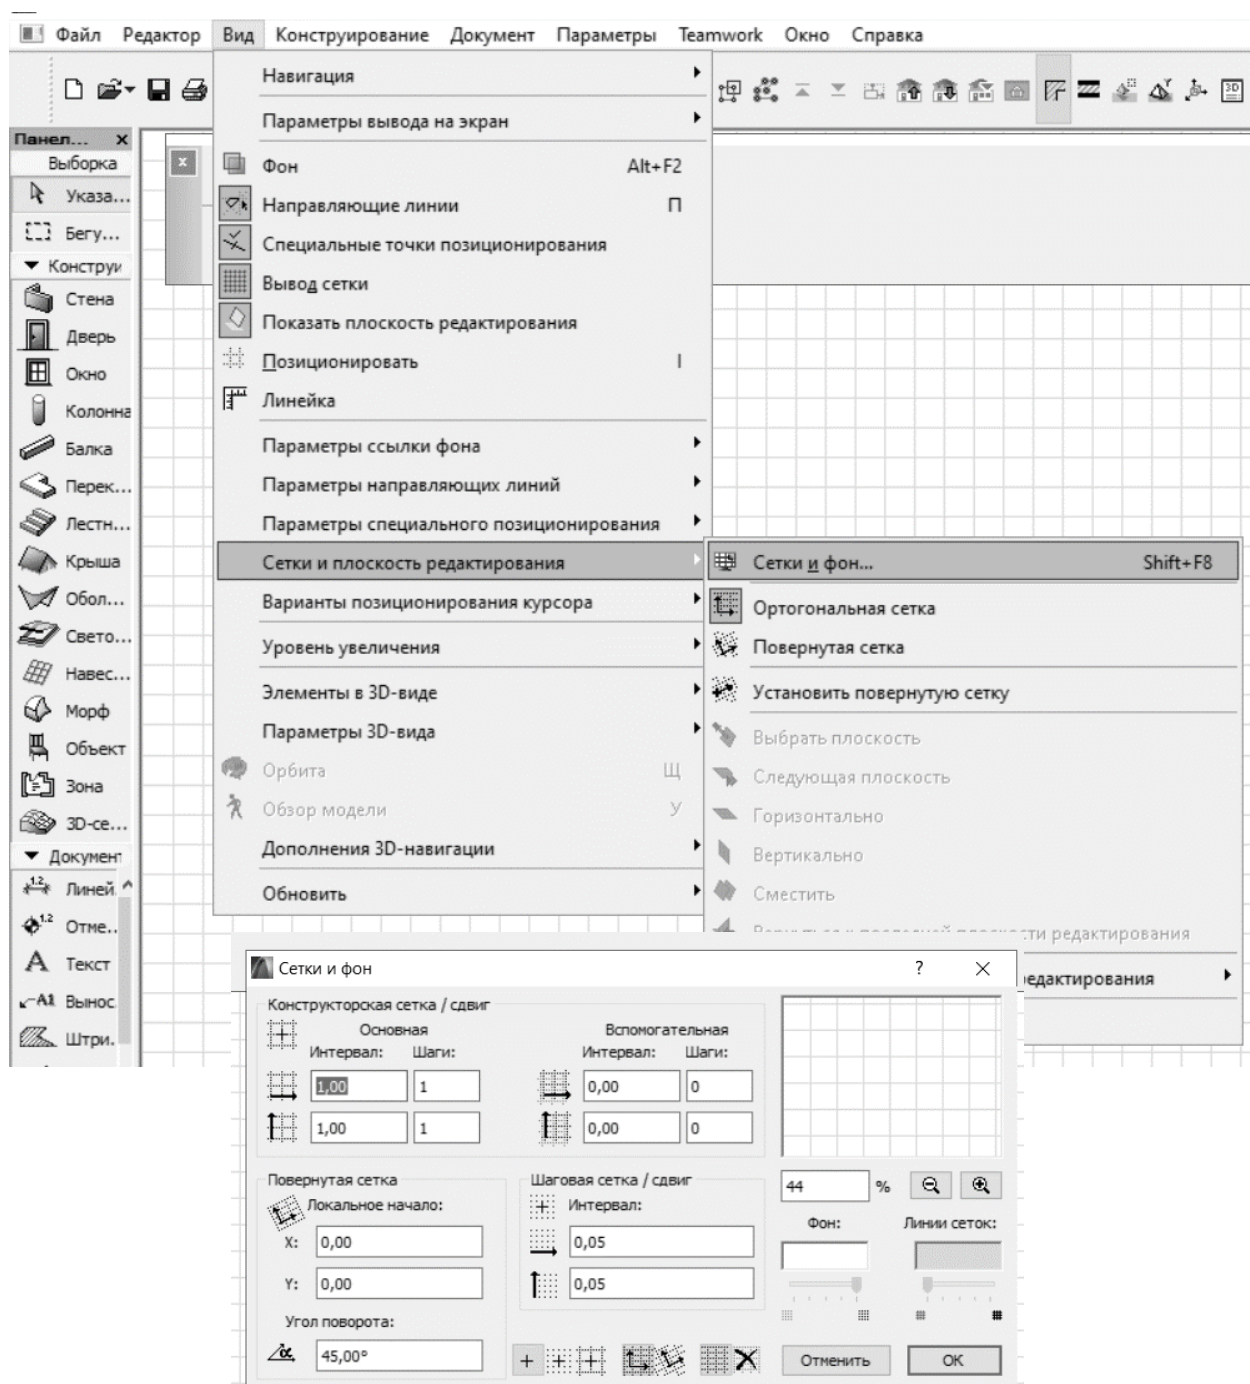 Файл Редактор Вид Конструирование Документ Параметры Teamwork Окно Справка
Панел... x
Выборка
Указа...
Бегу...
Конструи
Стена
Дверь
Окно
Колонна
Балка
Перек...
Лестн...
Крыша
Обол...
Свето...
Навес...
Морф
Объект
Зона
3D-се...
Документ
Линей.
Отме..
Текст
Вынос.
Штри.
Навигация
Параметры вывода на экран
Фон Alt+F2
Направляющие линии П
Специальные точки позиционирования
Вывод сетки
Показать плоскость редактирования
Позиционировать I
Линейка
Параметры ссылки фона
Параметры направляющих линий
Параметры специального позиционирования
Сетки и плоскость редактирования
Варианты позиционирования курсора
Уровень увеличения
Элементы в 3D-виде
Параметры 3D-вида
Орбита Щ
Обзор модели У
Дополнения 3D-навигации
Обновить
Сетки и фон... Shift+F8
Ортогональная сетка
Повернутая сетка
Установить повернутую сетку
Выбрать плоскость
Следующая плоскость
Горизонтально
Вертикально
Сместить
редактирования
Сетки и фон ? X
Конструкторская сетка / сдвиг
Основная Вспомогательная
Интервал: Шаги: Интервал: Шаги:
1,00 1 0,00 0
1,00 1 0,00 0
Повернутая сетка
Локальное начало:
X: 0,00
Y: 0,00
Угол поворота:
α 45,00°
Шаговая сетка / сдвиг
Интервал:
0,05
0,05
44 %
Фон: Линии сеток:
Отменить ОК